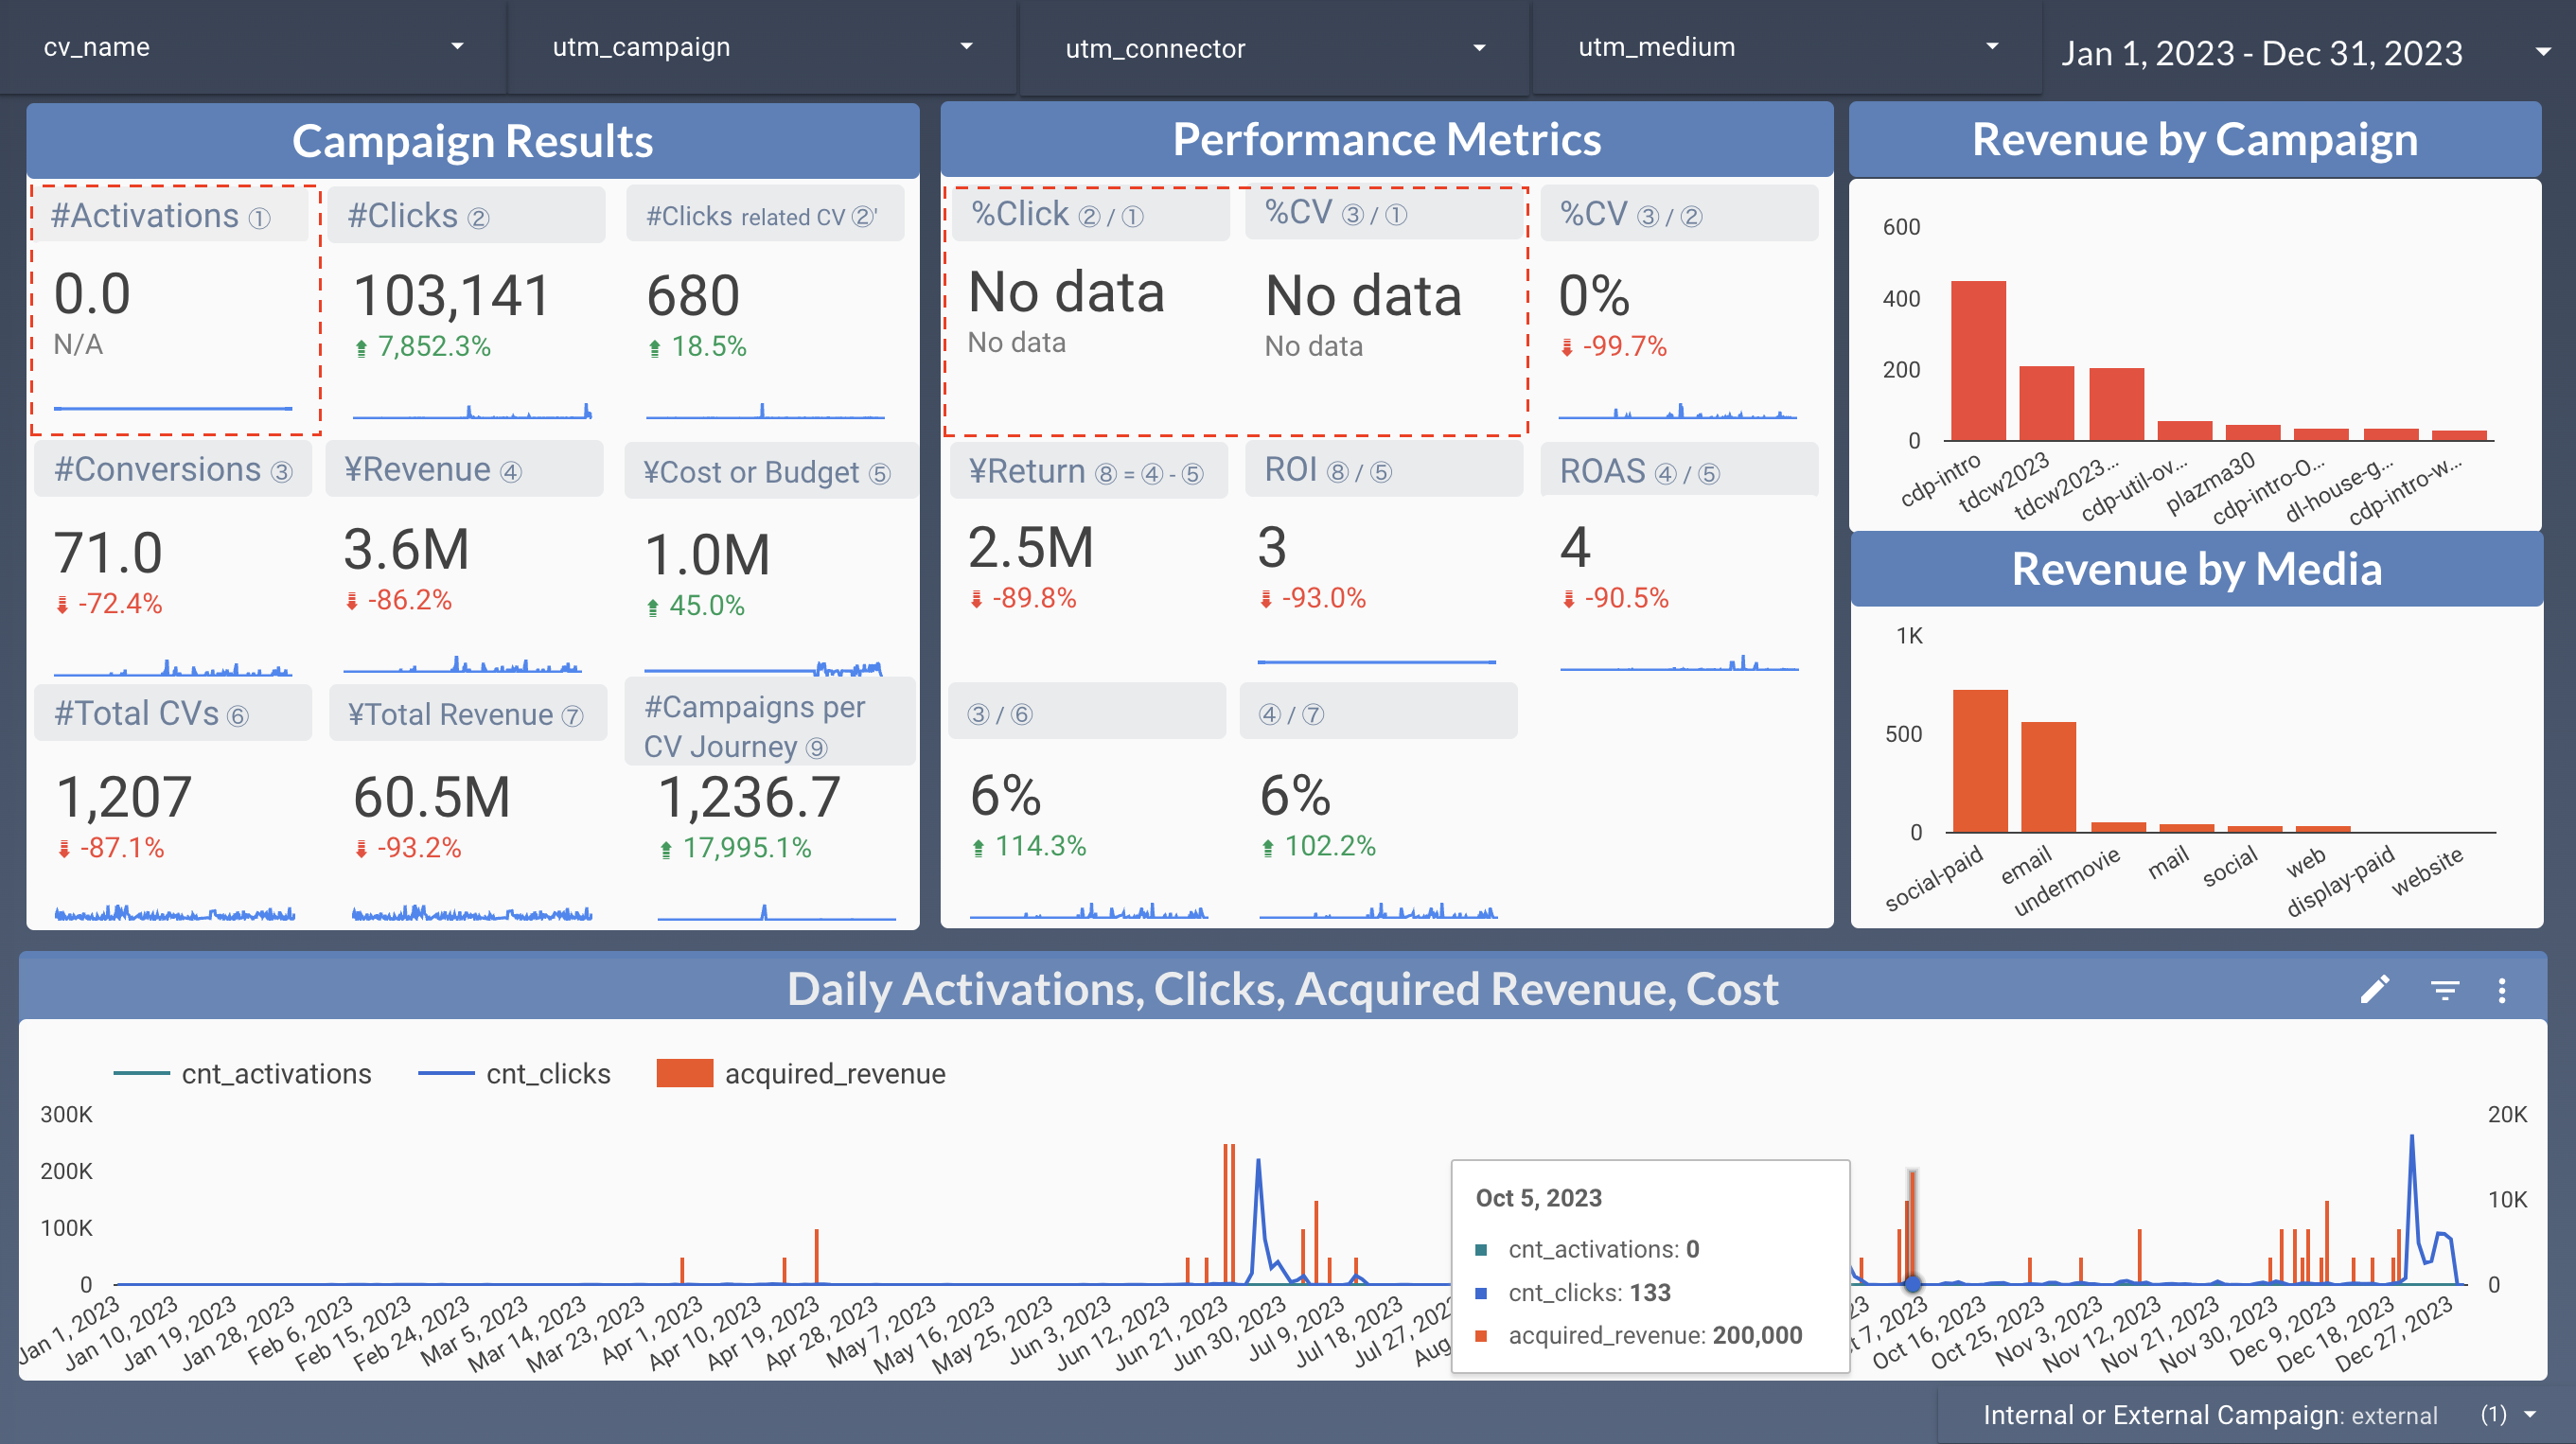 cv_name
utm_campaign
utm_connector
utm_medium
Jan 1, 2023 - Dec 31, 2023
Campaign Results
#Activations ①
0.0
N/A
#Clicks ②
103,141
7,852.3%
#Clicks related CV ②'
680
18.5%
#Conversions ③
71.0
-72.4%
¥Revenue ④
3.6M
-86.2%
¥Cost or Budget ⑤
1.0M
45.0%
#Total CVs ⑥
1,207
-87.1%
¥Total Revenue ⑦
60.5M
-93.2%
#Campaigns per
CV Journey ⑨
1,236.7
17,995.1%
Performance Metrics
%Click ② / ①
No data
No data
%CV ③ / ①
No data
No data
%CV ③ / ②
0%
-99.7%
¥Return ⑧ = ④ - ⑤
2.5M
-89.8%
ROI ⑧ / ⑤
3
-93.0%
ROAS ④ / ⑤
4
-90.5%
③ / ⑥
6%
114.3%
④ / ⑦
6%
102.2%
Revenue by Campaign
600
400
200
0
cdp-intro
tdcw2023
tdcw2023...
cdp-util-ov...
plazma30
cdp-intro-O...
dl-house-g...
cdp-intro-w...
Revenue by Media
1K
500
0
social-paid
email
undermovie
mail
social
web
display-paid
website
Daily Activations, Clicks, Acquired Revenue, Cost
cnt_activations
cnt_clicks
acquired_revenue
300K
200K
100K
0
20K
10K
0
Jan 1, 2023
Jan 10, 2023
Jan 19, 2023
Jan 28, 2023
Feb 6, 2023
Feb 15, 2023
Feb 24, 2023
Mar 5, 2023
Mar 14, 2023
Mar 23, 2023
Apr 1, 2023
Apr 10, 2023
Apr 19, 2023
Apr 28, 2023
May 7, 2023
May 16, 2023
May 25, 2023
Jun 3, 2023
Jun 12, 2023
Jun 21, 2023
Jun 30, 2023
Jul 9, 2023
Jul 18, 2023
Jul 27, 202
Aug
Oct 5, 2023
cnt_activations: 0
cnt_clicks: 133
acquired_revenue: 200,000
23
t 7, 2023
Oct 16, 2023
Oct 25, 2023
Nov 3, 2023
Nov 12, 2023
Nov 21, 2023
Nov 30, 2023
Dec 9, 2023
Dec 18, 2023
Dec 27, 2023
Internal or External Campaign: external (1)